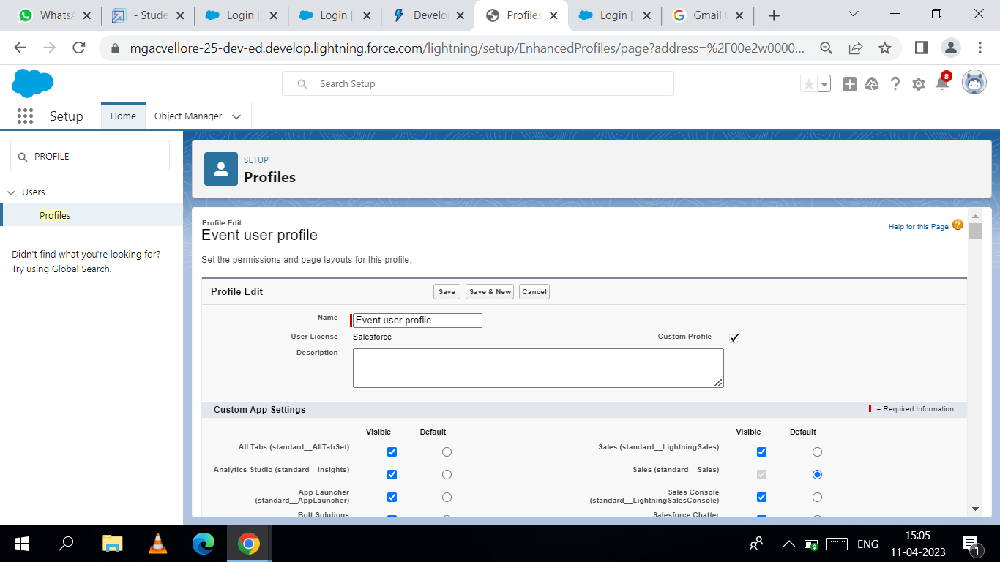 WhatsA
- Stude
Login |
Login |
Develo
Profiles
Login |
Gmail
mgacvellore-25-dev-ed.develop.lightning.force.com/lightning/setup/EnhancedProfiles/page?address=%2F00e2w0000...
Search Setup
8
Setup
Home
Object Manager
PROFILE
Users
Profiles
Didn't find what you're looking for?
Try using Global Search.
SETUP
Profiles
Profile Edit
Event user profile
Help for this Page
Set the permissions and page layouts for this profile.
Profile Edit
Save
Save & New
Cancel
Name
Event user profile
User License
Salesforce
Custom Profile
Description
Custom App Settings
= Required Information
Visible Default Visible Default
All Tabs (standard__AllTabSet)
Sales (standard__LightningSales)
Analytics Studio (standard__Insights)
Sales (standard__Sales)
App Launcher
(standard__AppLauncher)
Sales Console
(standard__LightningSalesConsole)
Bolt Solutions
Salesforce Chatter
ENG
15:05
11-04-2023
1